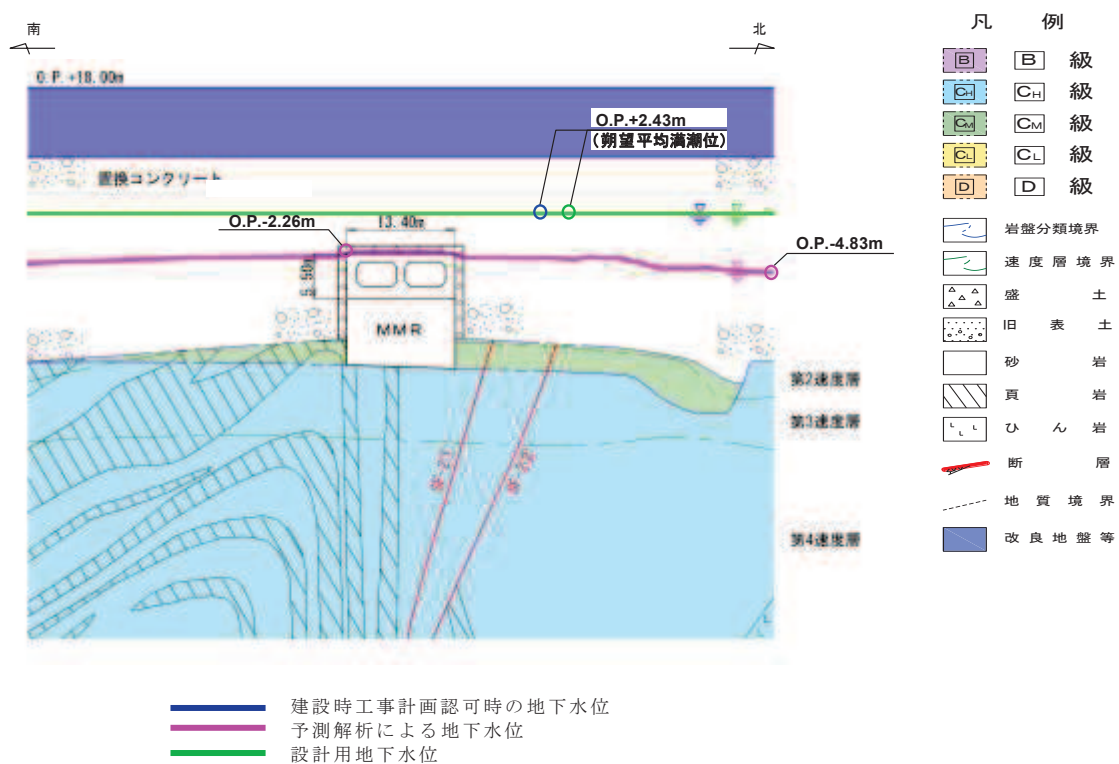 南
北
O.P.+18.00m
O.P.+2.43m
(朔望平均満潮位)
置換コンクリート
O.P.-2.26m
13.40m
O.P.-4.83m
5.50m
MMR
第2速度層
第3速度層
第4速度層
凡 例
B B 級
CH CH 級
CM CM 級
CL CL 級
D D 級
岩盤分類境界
速度層境界
盛土
旧表土
砂岩
頁岩
ひん岩
断層
地質境界
改良地盤等
建設時工事計画認可時の地下水位
予測解析による地下水位
設計用地下水位